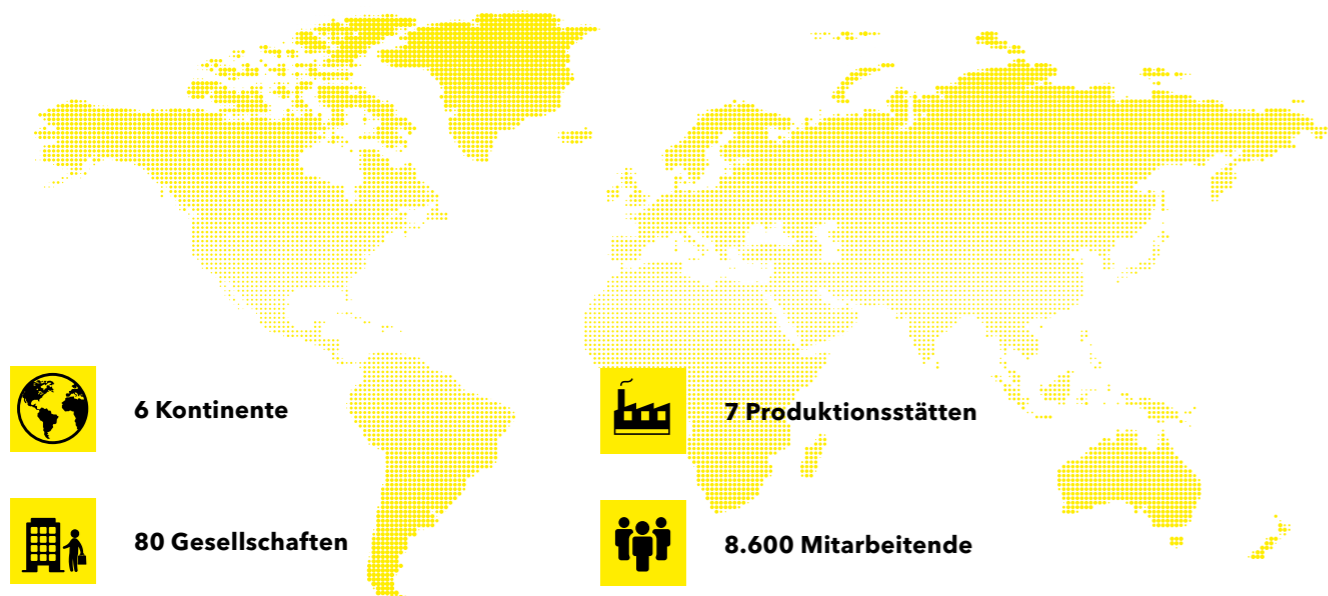 6 Kontinente
7 Produktionsstätten
80 Gesellschaften
8.600 Mitarbeitende